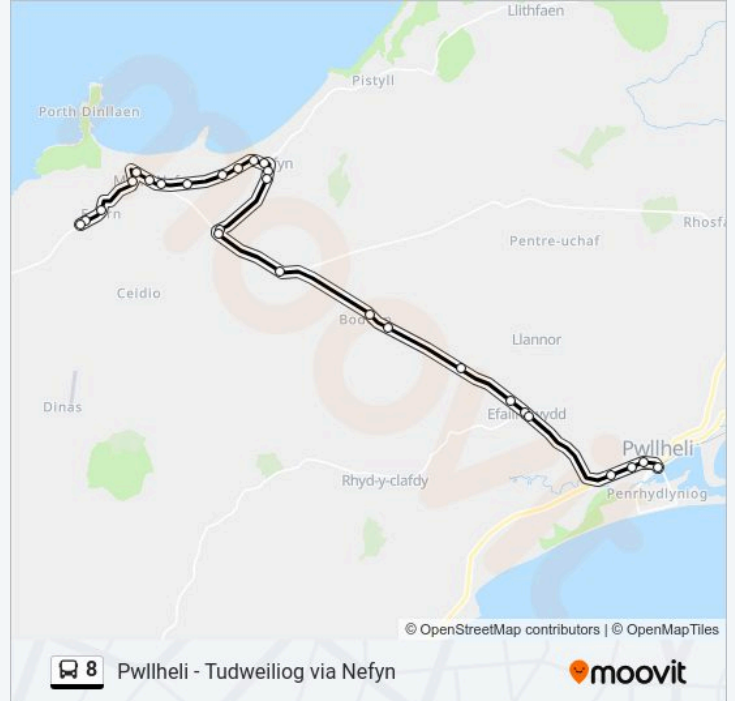 Llithfaen
Pistyll
Porth Dinllaen
Rhosfa
Pentre-uchaf
Ceidio
Llannor
Dinas
Pwllheli
Rhyd-y-clafdy
Penrhydlyniog
© OpenStreetMap contributors | © OpenMapTiles
8 Pwllheli - Tudweiliog via Nefyn
moovit